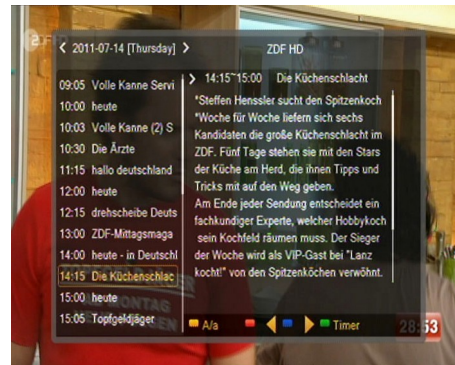 ZDF HD
< 2011-07-14 [Thursday] >
ZDF HD
09:05 Volle Kanne Servi
10:00 heute
10:03 Volle Kanne (2) S
10:30 Die Ärzte
11:15 hallo deutschland
12:00 heute
12:15 drehscheibe Deuts
13:00 ZDF-Mittagsmaga
14:00 heute - in Deutschl
14:15 Die Küchenschlac
15:00 heute
15:05 Topfgeldjäger
> 14:15~15:00 Die Küchenschlacht
"Steffen Henssler sucht den Spitzenkoch
"Woche für Woche liefern sich sechs
Kandidaten die große Küchenschlacht im
ZDF. Fünf Tage stehen sie mit den Stars
der Küche am Herd, die ihnen Tipps und
Tricks mit auf den Weg geben.
Am Ende jeder Sendung entscheidet ein
fachkundiger Experte, welcher Hobbykoch
sein Kochfeld räumen muss. Der Sieger
der Woche wird als VIP-Gast bei "Lanz
kocht!" von den Spitzenköchen verwöhnt.
A/a
Timer
28:53
MONTAG